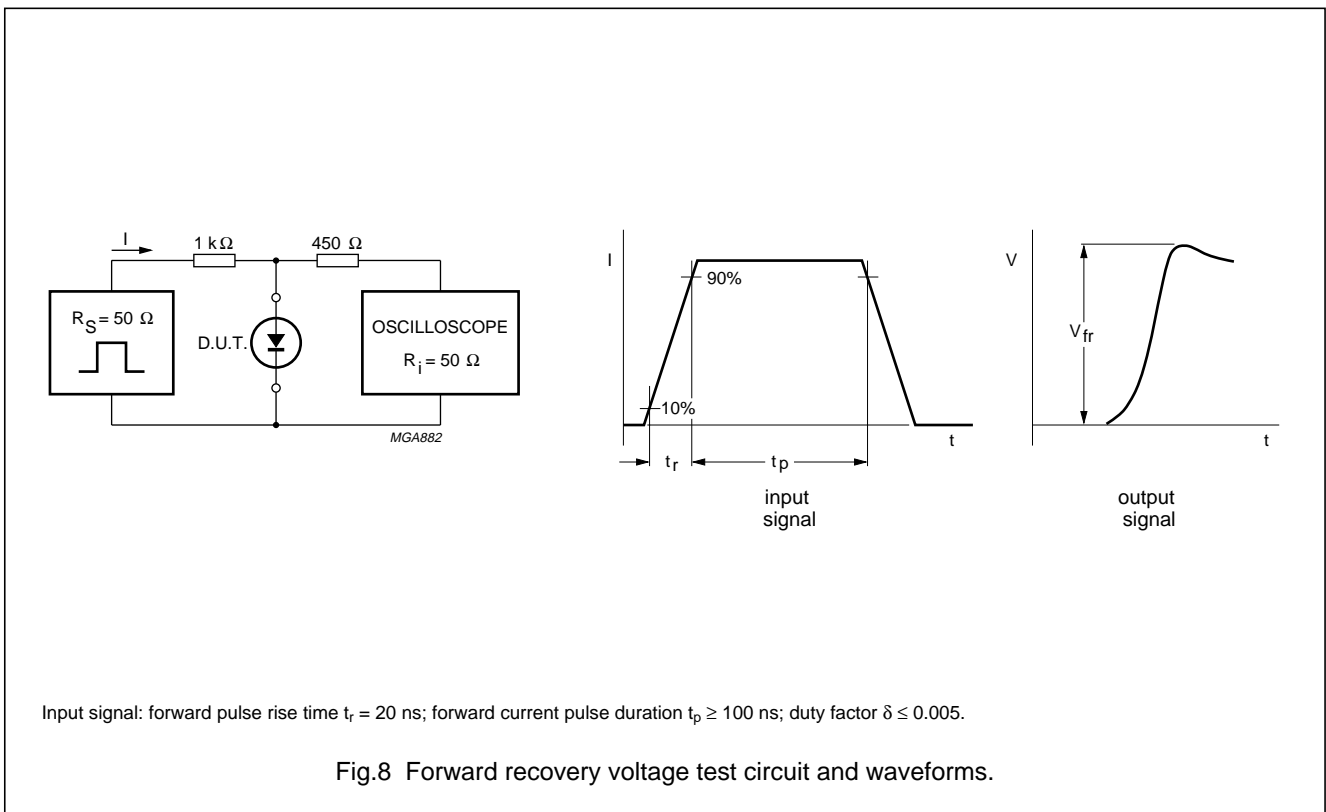 I
1 kΩ
450 Ω
R_S = 50 Ω
D.U.T.
OSCILLOSCOPE
R_i = 50 Ω
MGA882
I
90%
10%
t
t_r
t_p
input
signal
V
V_fr
t
output
signal
Input signal: forward pulse rise time t_r = 20 ns; forward current pulse duration t_p ≥ 100 ns; duty factor δ ≤ 0.005.
Fig.8 Forward recovery voltage test circuit and waveforms.